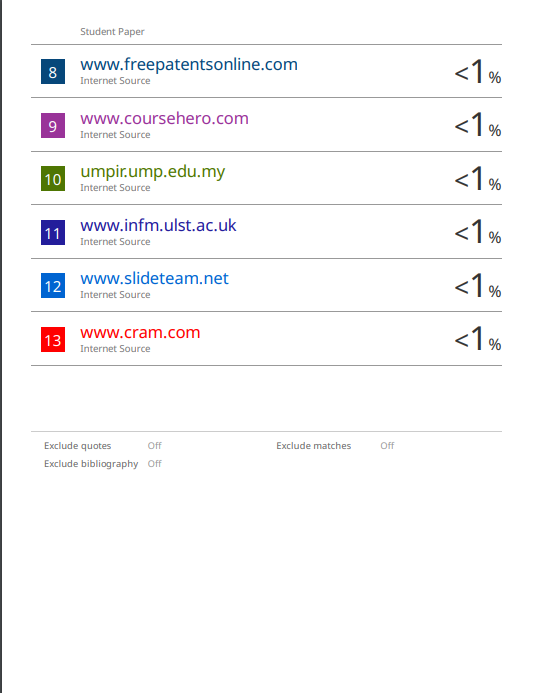 Student Paper
8 www.freepatentsonline.com <1%
Internet Source
9 www.coursehero.com <1%
Internet Source
10 umpir.ump.edu.my <1%
Internet Source
11 www.infm.ulst.ac.uk <1%
Internet Source
12 www.slideteam.net <1%
Internet Source
13 www.cram.com <1%
Internet Source
Exclude quotes Off Exclude matches Off
Exclude bibliography Off